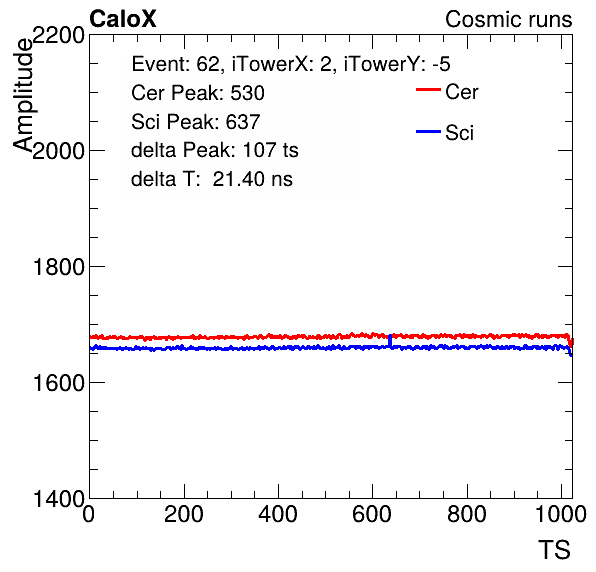 CaloX
Cosmic runs
Amplitude
Event: 62, iTowerX: 2, iTowerY: -5
Cer Peak: 530
Sci Peak: 637
delta Peak: 107 ts
delta T: 21.40 ns
Cer
Sci
2200
2000
1800
1600
1400
0 200 400 600 800 1000
TS